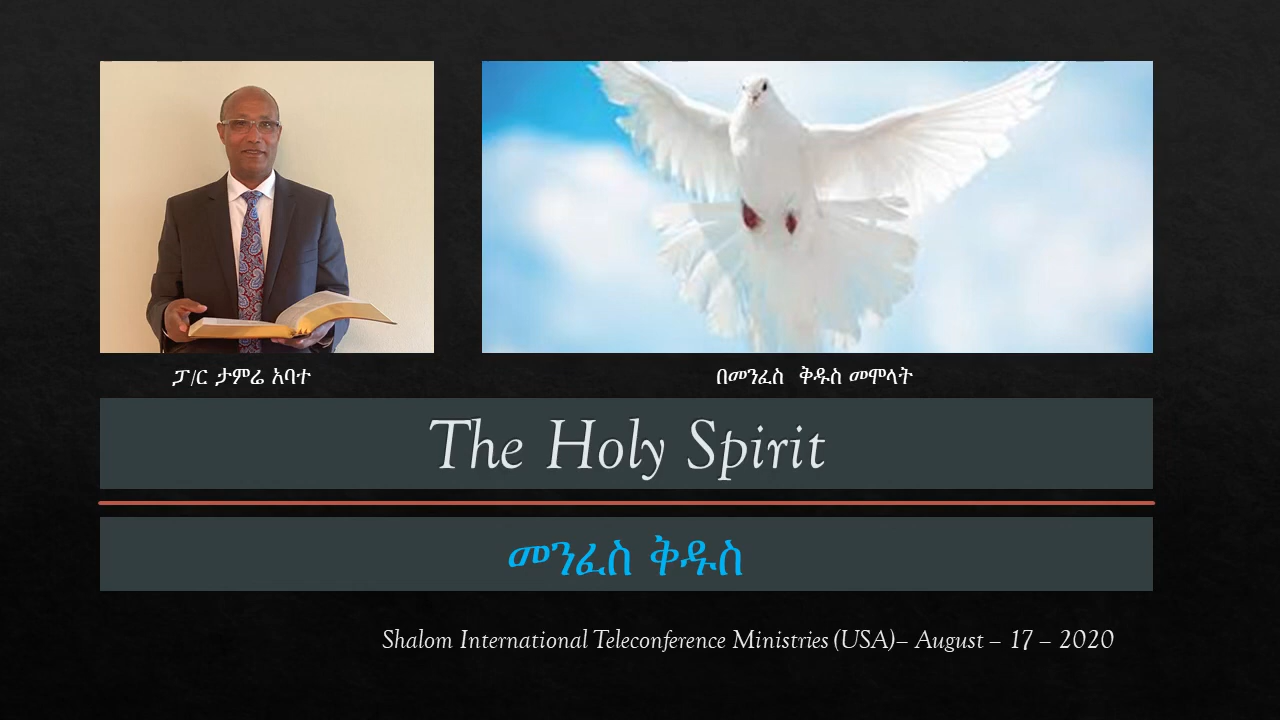 ፓ/ር ታምሬ አባተ
በመንፈስ ቅዱስ መሞላት
The Holy Spirit
መንፈስ ቅዱስ
Shalom International Teleconference Ministries (USA)– August – 17 – 2020